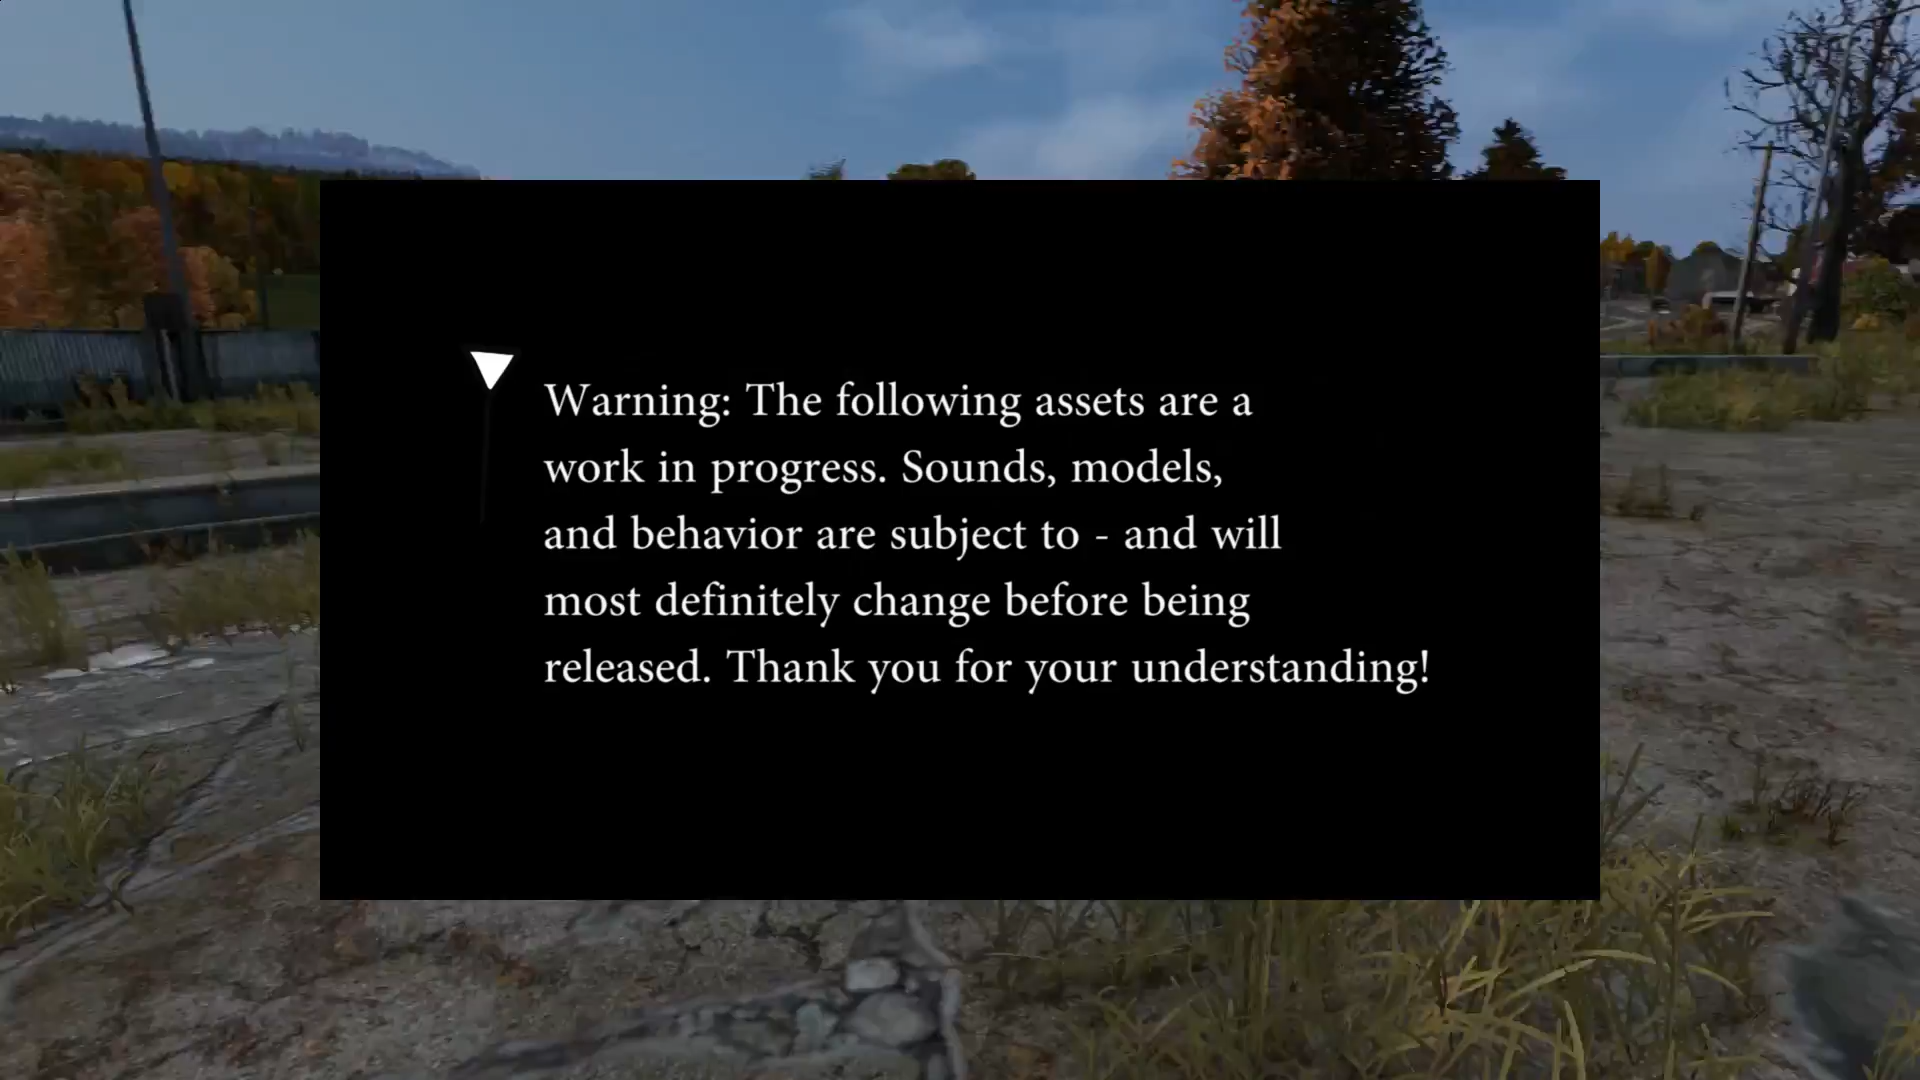 Warning: The following assets are a
work in progress. Sounds, models,
and behavior are subject to - and will
most definitely change before being
released. Thank you for your understanding!